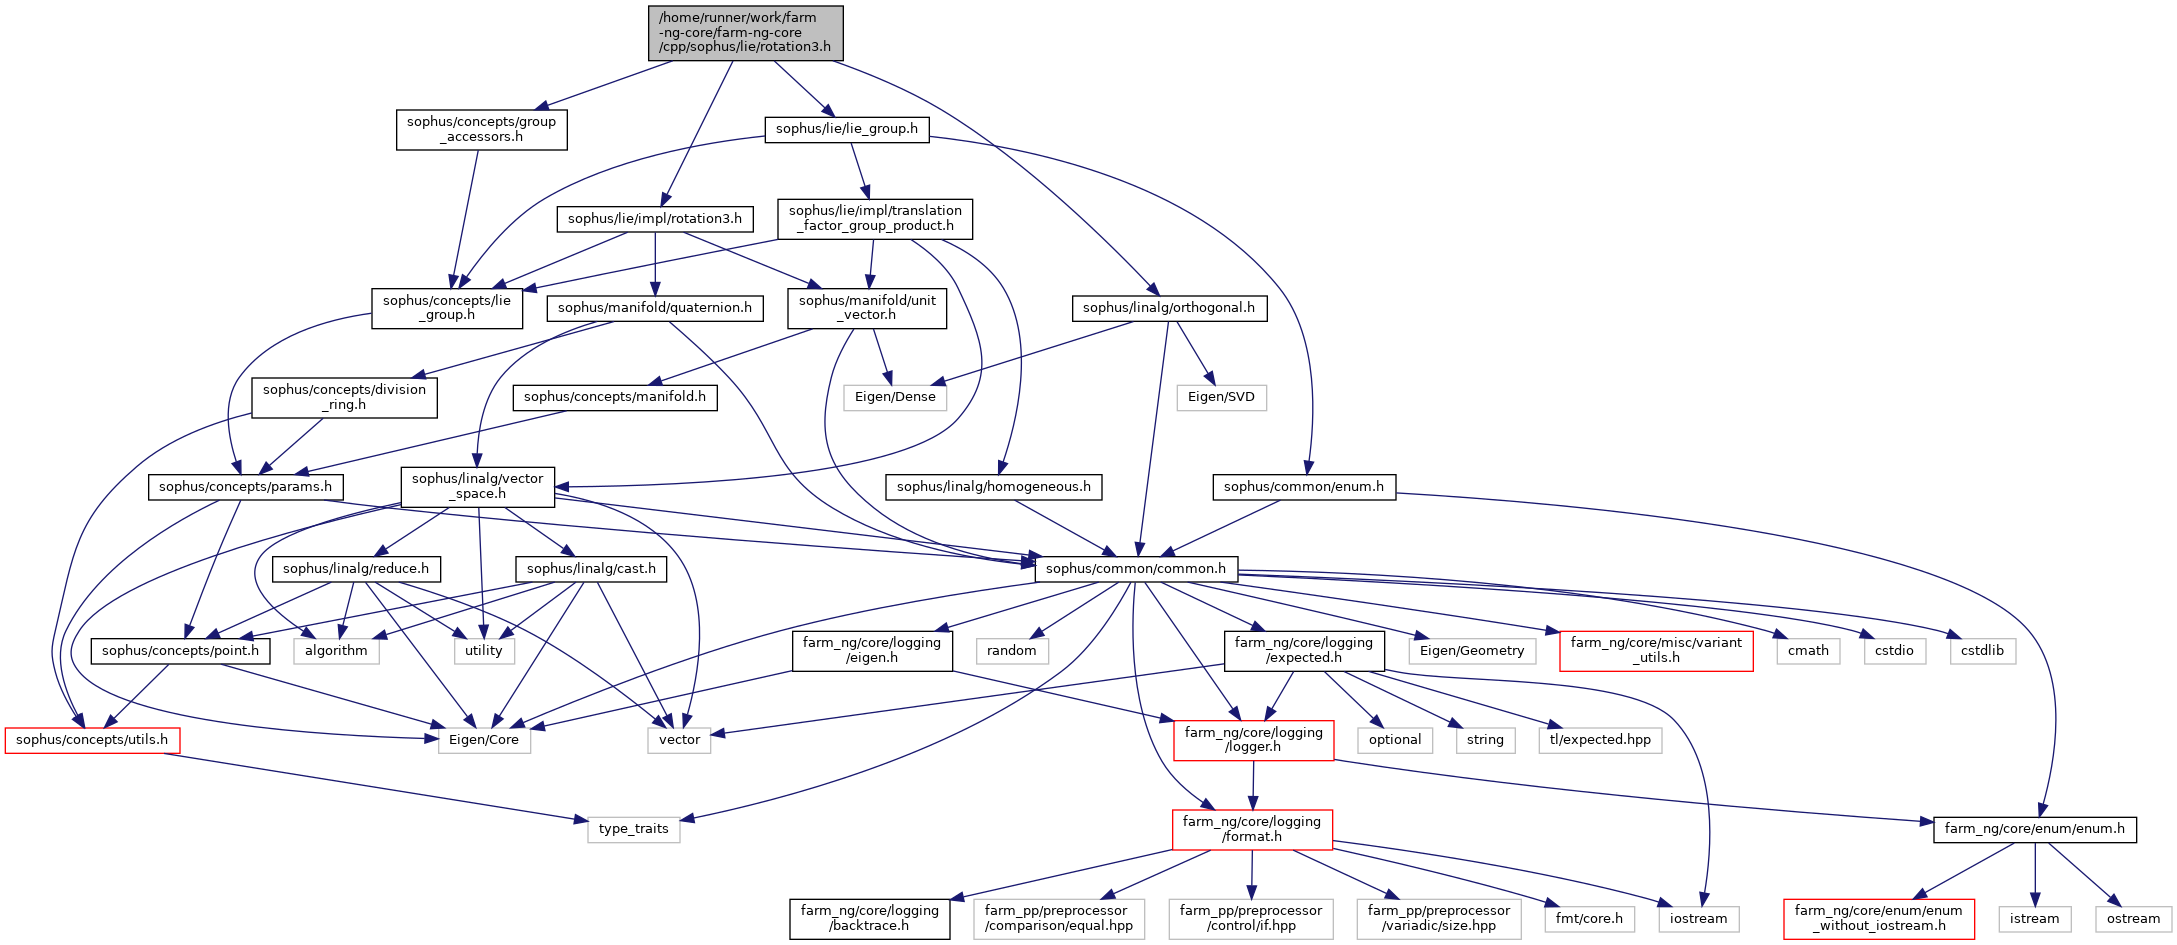 /home/runner/work/farm
-ng-core/farm-ng-core
/cpp/sophus/lie/rotation3.h
sophus/concepts/group
_accessors.h
sophus/lie/lie_group.h
sophus/lie/impl/rotation3.h
sophus/lie/impl/translation
_factor_group_product.h
sophus/concepts/lie
_group.h
sophus/manifold/quaternion.h
sophus/manifold/unit
_vector.h
sophus/linalg/orthogonal.h
sophus/concepts/division
_ring.h
sophus/concepts/manifold.h
Eigen/Dense
Eigen/SVD
sophus/concepts/params.h
sophus/linalg/vector
_space.h
sophus/linalg/homogeneous.h
sophus/common/enum.h
sophus/linalg/reduce.h
sophus/linalg/cast.h
sophus/common/common.h
sophus/concepts/point.h
algorithm
utility
farm_ng/core/logging
/eigen.h
random
farm_ng/core/logging
/expected.h
Eigen/Geometry
farm_ng/core/misc/variant
_utils.h
cmath
cstdio
cstdlib
sophus/concepts/utils.h
Eigen/Core
vector
farm_ng/core/logging
/logger.h
optional
string
tl/expected.hpp
type_traits
farm_ng/core/logging
/format.h
farm_ng/core/enum/enum.h
farm_ng/core/logging
/backtrace.h
farm_pp/preprocessor
/comparison/equal.hpp
farm_pp/preprocessor
/control/if.hpp
farm_pp/preprocessor
/variadic/size.hpp
fmt/core.h
iostream
farm_ng/core/enum/enum
_without_iostream.h
istream
ostream